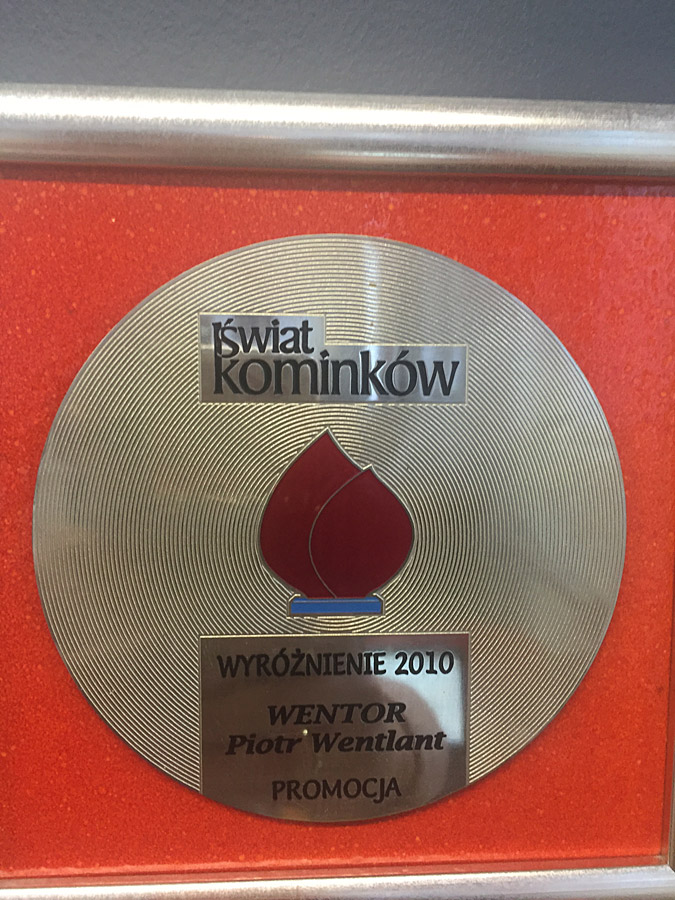 świat
kominków
WYRÓŻNIENIE 2010
WENTOR
Piotr Wentlant
PROMOCJA